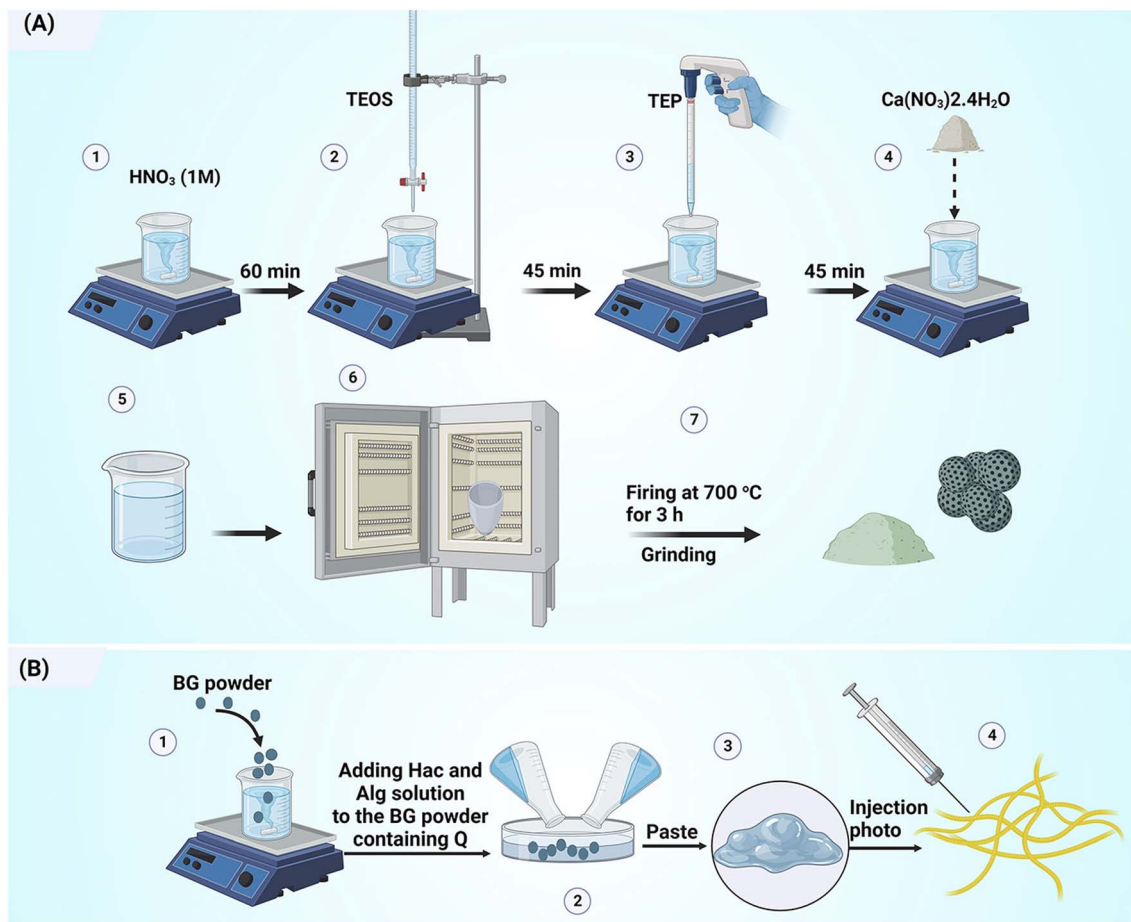 (A)
TEOS
TEP
Ca(NO₃)2.4H₂O
1
2
3
4
HNO₃ (1M)
60 min
45 min
45 min
5
6
7
Firing at 700 ºC
for 3 h
Grinding
(B)
BG powder
1
Adding Hac and
Alg solution
to the BG powder
containing Q
2
Paste
3
Injection
photo
4